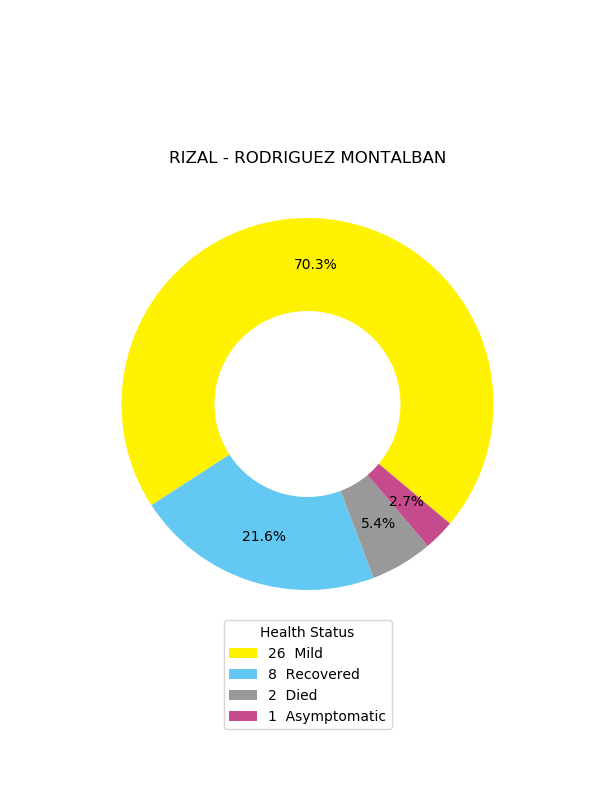 RIZAL - RODRIGUEZ MONTALBAN
70.3%
2.7%
5.4%
21.6%
Health Status
26  Mild
8  Recovered
2  Died
1  Asymptomatic